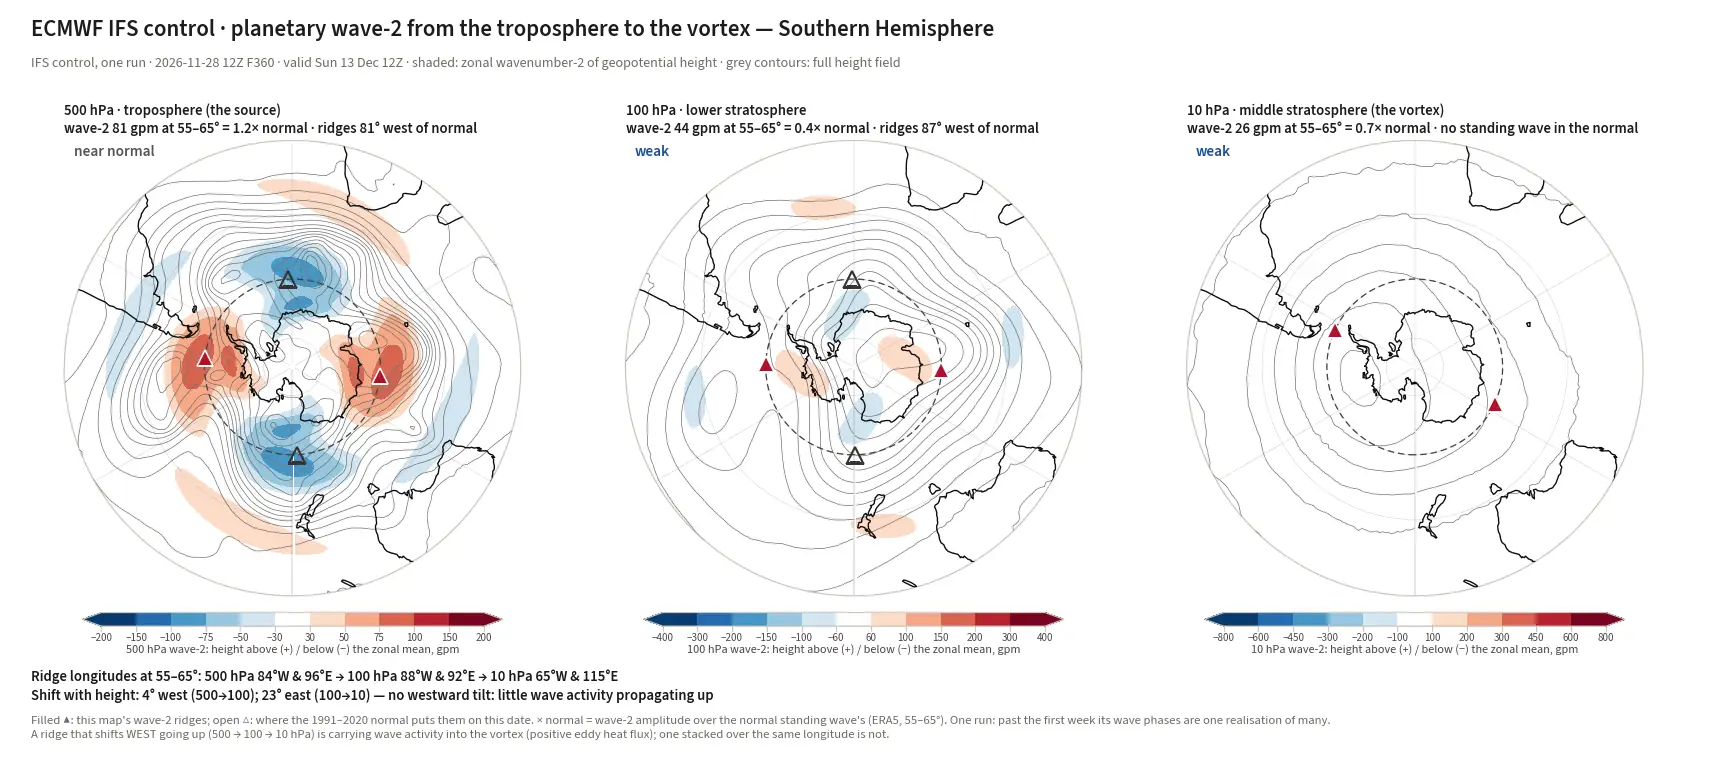 ECMWF IFS control · planetary wave-2 from the troposphere to the vortex — Southern Hemisphere
IFS control, one run · 2026-11-28 12Z F360 · valid Sun 13 Dec 12Z · shaded: zonal wavenumber-2 of geopotential height · grey contours: full height field
500 hPa · troposphere (the source)
wave-2 81 gpm at 55–65° = 1.2× normal · ridges 81° west of normal
near normal
100 hPa · lower stratosphere
wave-2 44 gpm at 55–65° = 0.4× normal · ridges 87° west of normal
weak
10 hPa · middle stratosphere (the vortex)
wave-2 26 gpm at 55–65° = 0.7× normal · no standing wave in the normal
weak
−200 −150 −100 −75 −50 −30 30 50 75 100 150 200
500 hPa wave-2: height above (+) / below (−) the zonal mean, gpm
−400 −300 −200 −150 −100 −60 60 100 150 200 300 400
100 hPa wave-2: height above (+) / below (−) the zonal mean, gpm
−800 −600 −450 −300 −200 −100 100 200 300 450 600 800
10 hPa wave-2: height above (+) / below (−) the zonal mean, gpm
Ridge longitudes at 55–65°: 500 hPa 84°W & 96°E → 100 hPa 88°W & 92°E → 10 hPa 65°W & 115°E
Shift with height: 4° west (500→100); 23° east (100→10) — no westward tilt: little wave activity propagating up
Filled ▲: this map's wave-2 ridges; open △: where the 1991–2020 normal puts them on this date. × normal = wave-2 amplitude over the normal standing wave's (ERA5, 55–65°). One run: past the first week its wave phases are one realisation of many.
A ridge that shifts WEST going up (500 → 100 → 10 hPa) is carrying wave activity into the vortex (positive eddy heat flux); one stacked over the same longitude is not.